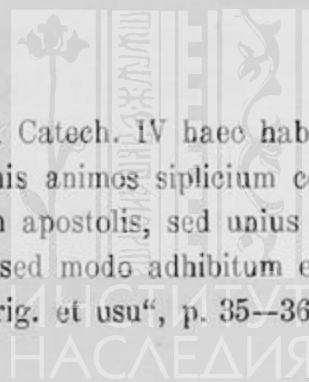 . Catech. IV haec hab
nis animos siplicium c
n apostolis, sed unius
sed modo adhibitum e
ИНСТИТУТ
rig. et usu“, p. 35—36
НАСЛЕДИЯ